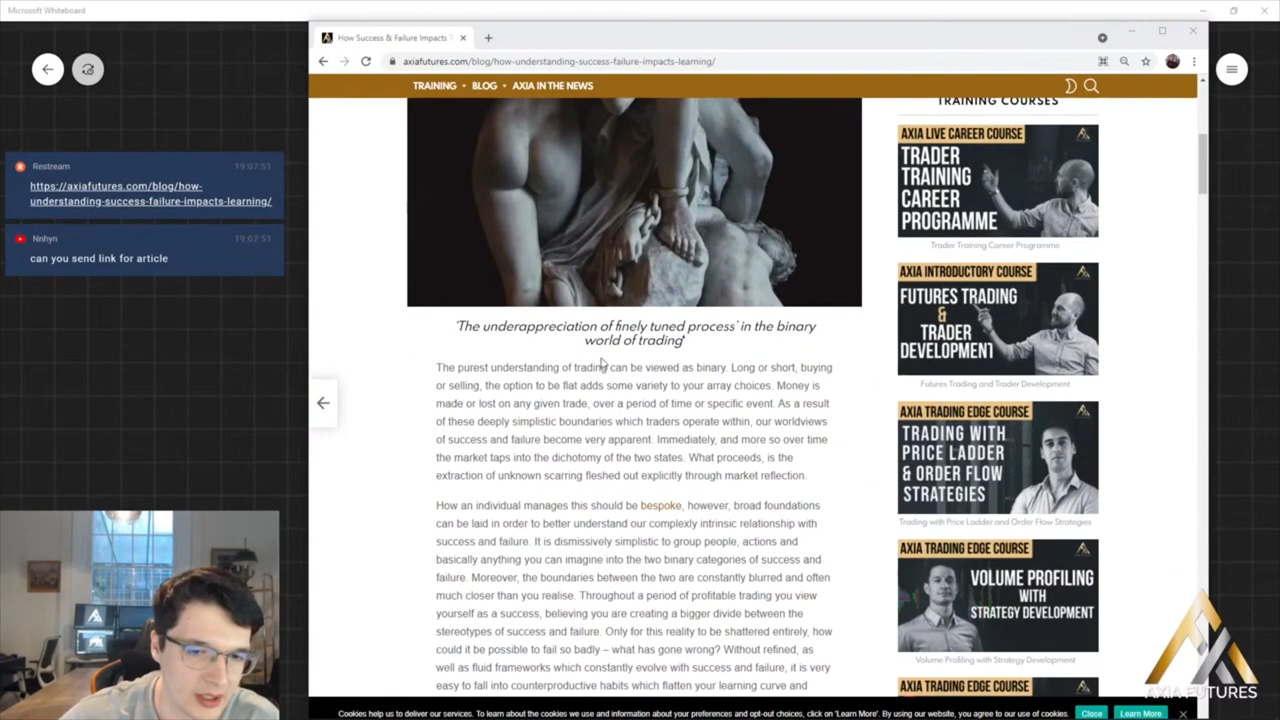 Microsoft Whiteboard
How Success & Failure Impacts
axiafutures.com/blog/how-understanding-success-failure-impacts-learning/
TRAINING
BLOG
AXIA IN THE NEWS
Restream
19:07:51
https://axiafutures.com/blog/how-
understanding-success-failure-impacts-learning/
Nnhyn
19:07:51
can you send link for article
'The underappreciation of finely tuned process' in the binary
world of trading'
The purest understanding of trading can be viewed as binary. Long or short, buying
or selling, the option to be flat adds some variety to your array choices. Money is
made or lost on any given trade, over a period of time or specific event. As a result
of these deeply simplistic boundaries which traders operate within, our worldviews
of success and failure become very apparent. Immediately, and more so over time
the market taps into the dichotomy of the two states. What proceeds, is the
extraction of unknown scarring fleshed out explicitly through market reflection.
How an individual manages this should be bespoke, however, broad foundations
can be laid in order to better understand our complexly intrinsic relationship with
success and failure. It is dismissively simplistic to group people, actions and
basically anything you can imagine into the two binary categories of success and
failure. Moreover, the boundaries between the two are constantly blurred and often
much closer than you realise. Throughout a period of profitable trading you view
yourself as a success, believing you are creating a bigger divide between the
stereotypes of success and failure. Only for this reality to be shattered entirely, how
could it be possible to fail so badly – what has gone wrong? Without refined, as
well as fluid frameworks which constantly evolve with success and failure, it is very
easy to fall into counterproductive habits which flatten your learning curve and
TRAINING COURSES
AXIA LIVE CAREER COURSE
TRADER
TRAINING
CAREER
PROGRAMME
Trader Training Career Programme
AXIA INTRODUCTORY COURSE
FUTURES TRADING
&
TRADER
DEVELOPMENT
Futures Trading and Trader Development
AXIA TRADING EDGE COURSE
TRADING WITH
PRICE LADDER
& ORDER FLOW
STRATEGIES
Trading with Price Ladder and Order Flow Strategies
AXIA TRADING EDGE COURSE
VOLUME PROFILING
WITH
STRATEGY DEVELOPMENT
Volume Profiling with Strategy Development
AXIA TRADING EDGE COURSE
AXIA FUTURES
Cookies help us to deliver our services. To learn about the cookies we use and information about your preferences and opt-out choices, click on 'Learn More'. By using our website, you agree to our use of cookies.
Close
Learn More